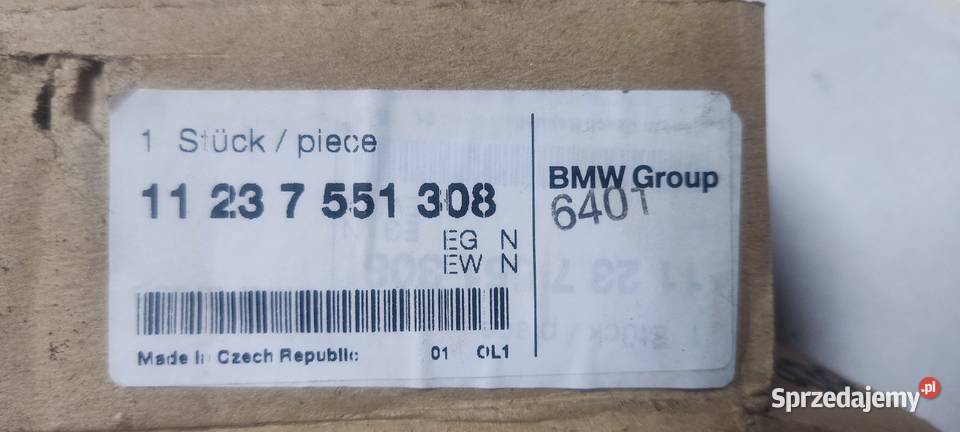 1 Stück / piece
11 23 7 551 308
EG N
EW N
Made In Czech Republic
01 OL1
BMW Group
6401
Sprzedajemy.pl